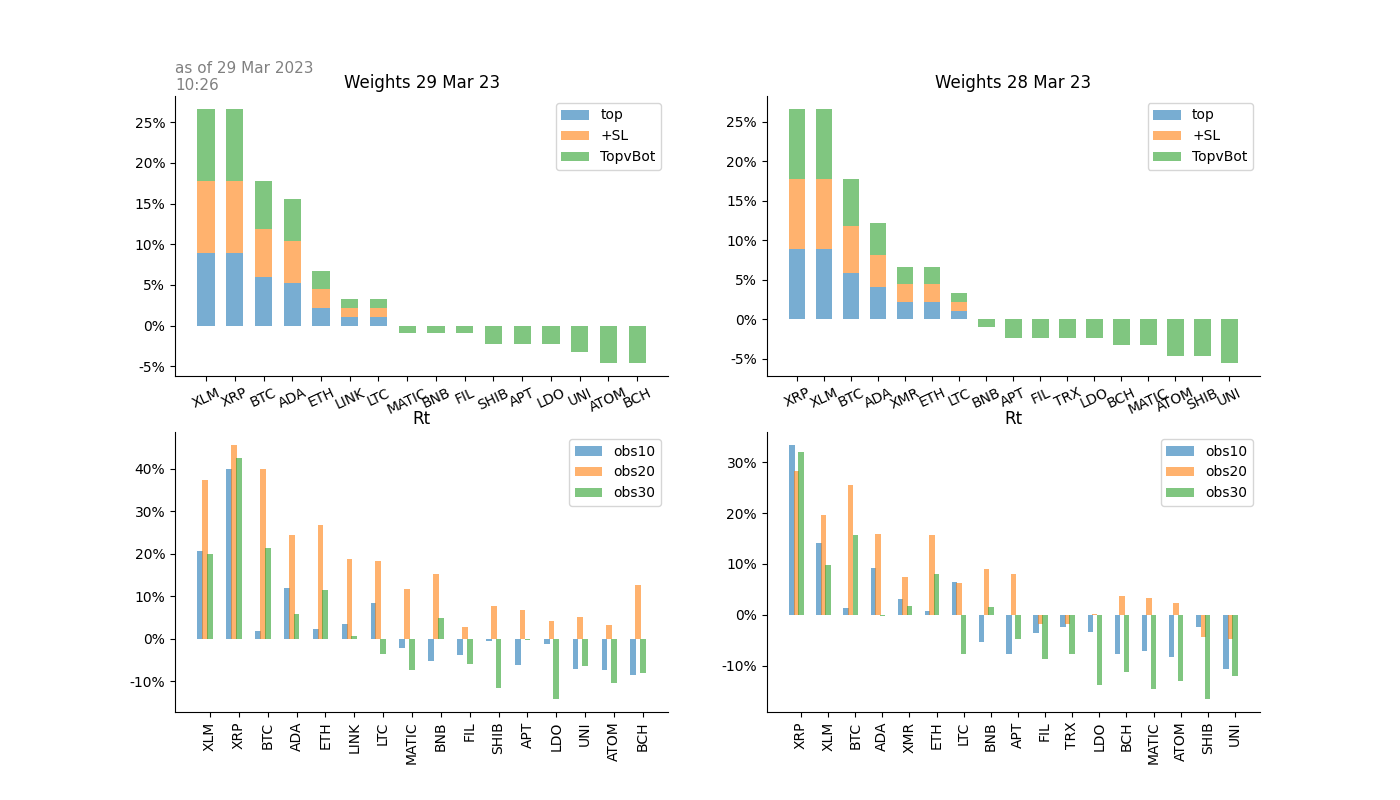 as of 29 Mar 2023
10:26
Weights 29 Mar 23
25%
20%
15%
10%
5%
0%
-5%
top
+SL
TopvBot
XLM XRP BTC ADA ETH LINK LTC MATIC BNB FIL SHIB APT LDO UNI ATOM BCH
Weights 28 Mar 23
25%
20%
15%
10%
5%
0%
-5%
top
+SL
TopvBot
XRP XLM BTC ADA XMR ETH LTC BNB APT FIL TRX LDO BCH MATIC ATOM SHIB UNI
Rt
40%
30%
20%
10%
0%
-10%
obs10
obs20
obs30
XLM XRP BTC ADA ETH LINK LTC MATIC BNB FIL SHIB APT LDO UNI ATOM BCH
Rt
30%
20%
10%
0%
-10%
obs10
obs20
obs30
XRP XLM BTC ADA XMR ETH LTC BNB APT FIL TRX LDO BCH MATIC ATOM SHIB UNI